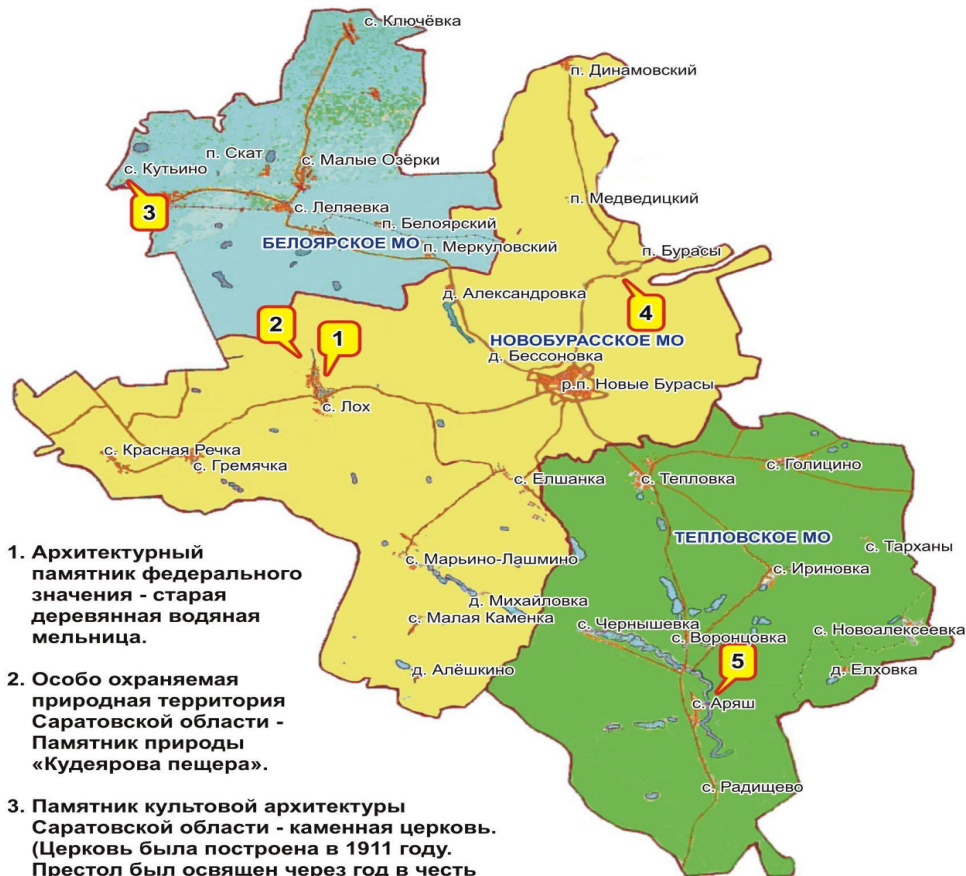 с. Ключёвка
п. Динамовский
п. Скат
с. Малые Озёрки
с. Кутьино
3
с. Леляевка
п. Медведицкий
п. Белоярский
БЕЛОЯРСКОЕ МО
п. Меркуловский
п. Бурасы
д. Александровка
4
2
1
НОВОБУРАССКОЕ МО
д. Бессоновка
р.п. Новые Бурасы
с. Лох
с. Красная Речка
с. Гремячка
с. Голицино
с. Елшанка
с. Тепловка
ТЕПЛОВСКОЕ МО
с. Тарханы
с. Марьино-Лашмино
с. Ириновка
д. Михайловка
с. Малая Каменка
с. Чернышевка
с. Воронцовка
с. Новоалексеевка
5
д. Алёшкино
д. Елховка
с. Аряш
с. Радищево
1. Архитектурный
памятник федерального
значения - старая
деревянная водяная
мельница.
2. Особо охраняемая
природная территория
Саратовской области -
Памятник природы
«Кудеярова пещера».
3. Памятник культовой архитектуры
Саратовской области - каменная церковь.
(Церковь была построена в 1911 году.
Престол был освящен через год в честь